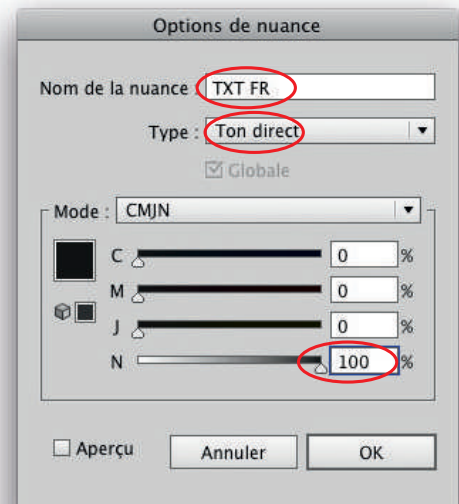 Options de nuance
Nom de la nuance : TXT FR
Type : Ton direct
Globale
Mode : CMJN
C 0 %
M 0 %
J 0 %
N 100 %
Aperçu Annuler OK